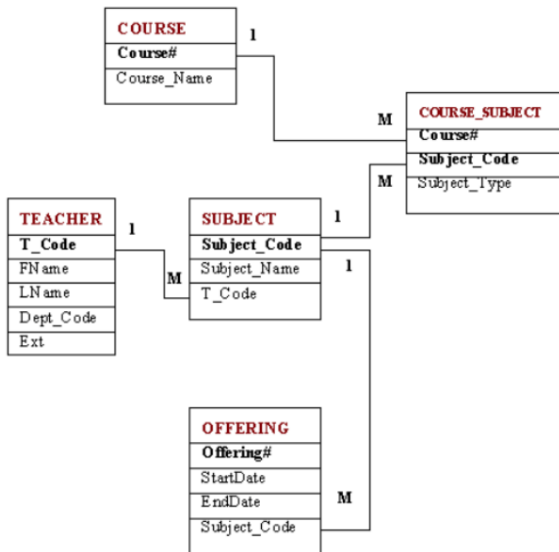 COURSE
Course#
Course_Name
1
M
COURSE_SUBJECT
Course#
Subject_Code
Subject_Type
M
TEACHER
T_Code
FName
LName
Dept_Code
Ext
1
M
SUBJECT
Subject_Code
Subject_Name
T_Code
1
1
OFFERING
Offering#
StartDate
EndDate
Subject_Code
M